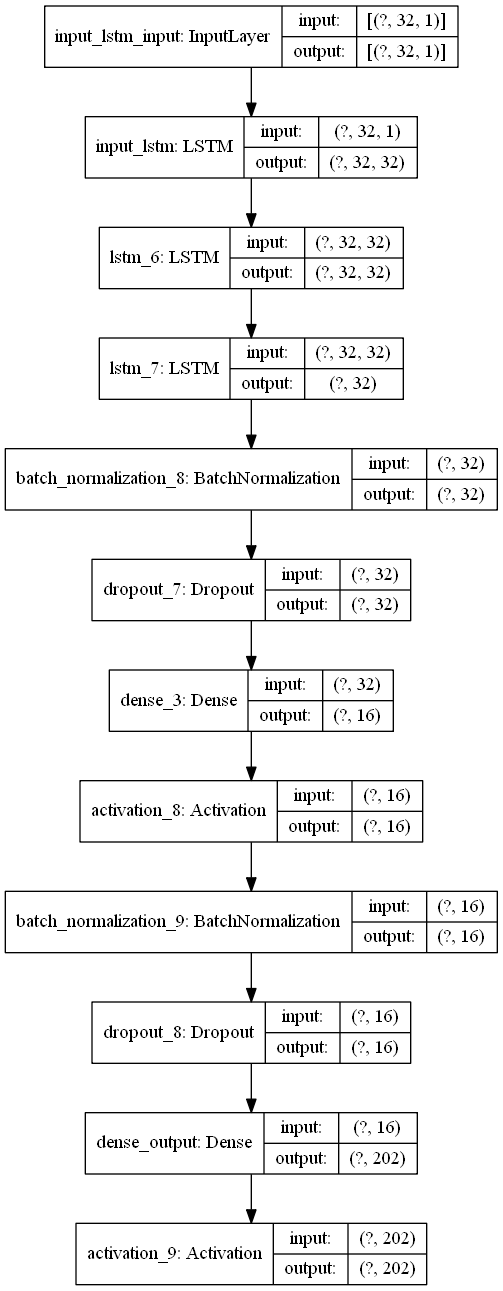 input_lstm_input: InputLayer
input: [(?, 32, 1)]
output: [(?, 32, 1)]
input_lstm: LSTM
input: (?, 32, 1)
output: (?, 32, 32)
lstm_6: LSTM
input: (?, 32, 32)
output: (?, 32, 32)
lstm_7: LSTM
input: (?, 32, 32)
output: (?, 32)
batch_normalization_8: BatchNormalization
input: (?, 32)
output: (?, 32)
dropout_7: Dropout
input: (?, 32)
output: (?, 32)
dense_3: Dense
input: (?, 32)
output: (?, 16)
activation_8: Activation
input: (?, 16)
output: (?, 16)
batch_normalization_9: BatchNormalization
input: (?, 16)
output: (?, 16)
dropout_8: Dropout
input: (?, 16)
output: (?, 16)
dense_output: Dense
input: (?, 16)
output: (?, 202)
activation_9: Activation
input: (?, 202)
output: (?, 202)